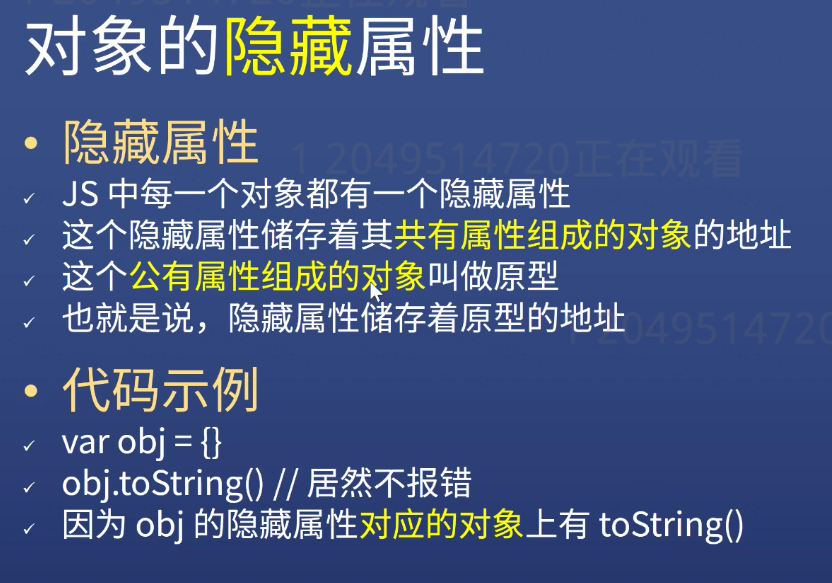 对象的隐藏属性
• 隐藏属性
✓ JS 中每一个对象都有一个隐藏属性
✓ 这个隐藏属性储存着其共有属性组成的对象的地址
✓ 这个公有属性组成的对象叫做原型
✓ 也就是说，隐藏属性储存着原型的地址
• 代码示例
✓ var obj = {}
✓ obj.toString() // 居然不报错
✓ 因为 obj 的隐藏属性对应的对象上有 toString()
1 2049514720正在观看
1 2049514720